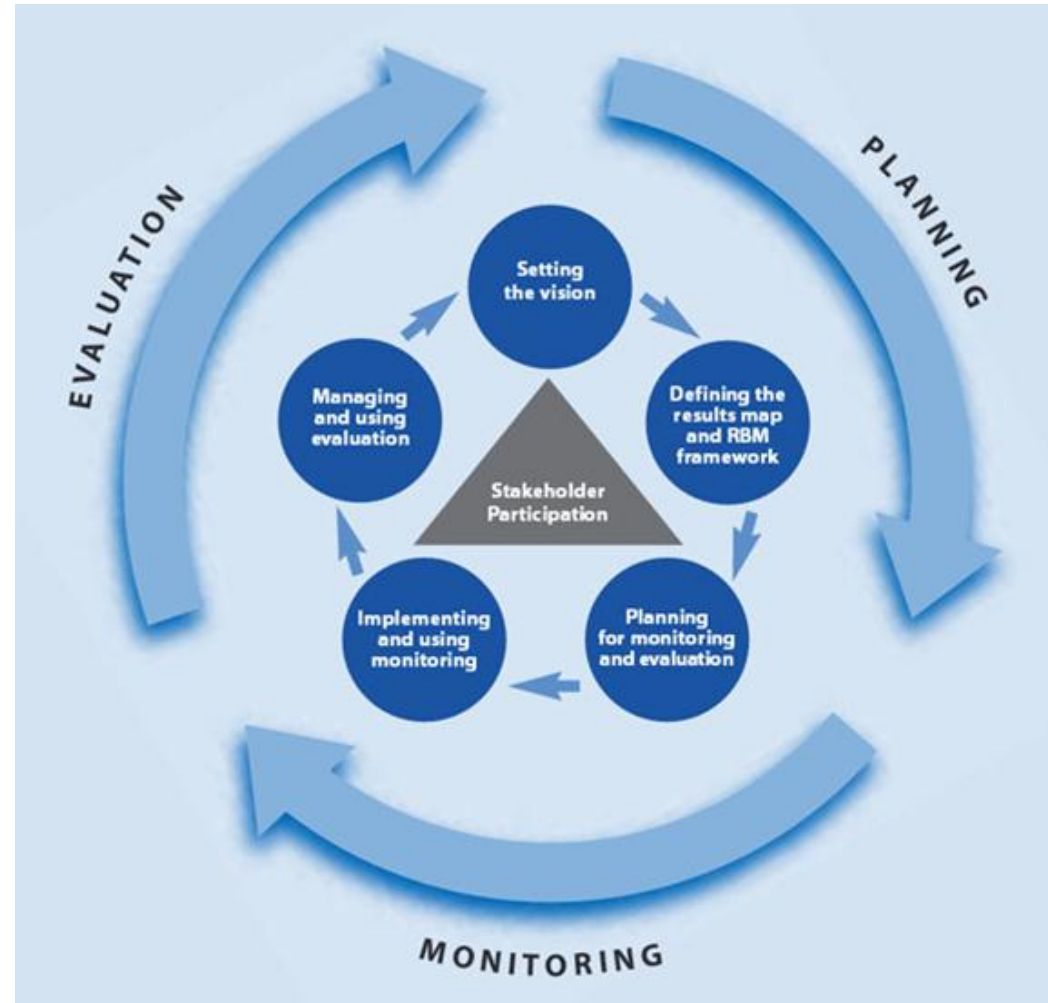 EVALUATION
PLANNING
Setting
the vision
Managing
and using
evaluation
Defining the
results map
and RBM
framework
Stakeholder
Participation
Implementing
and using
monitoring
Planning
for monitoring
and evaluation
MONITORING